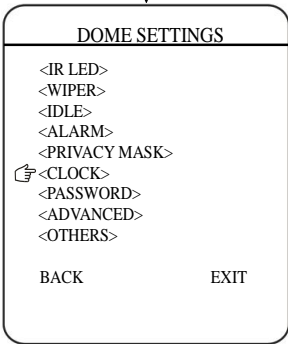 DOME SETTINGS
<IR LED>
<WIPER>
<IDLE>
<ALARM>
<PRIVACY MASK>
<CLOCK>
<PASSWORD>
<ADVANCED>
<OTHERS>
BACK EXIT